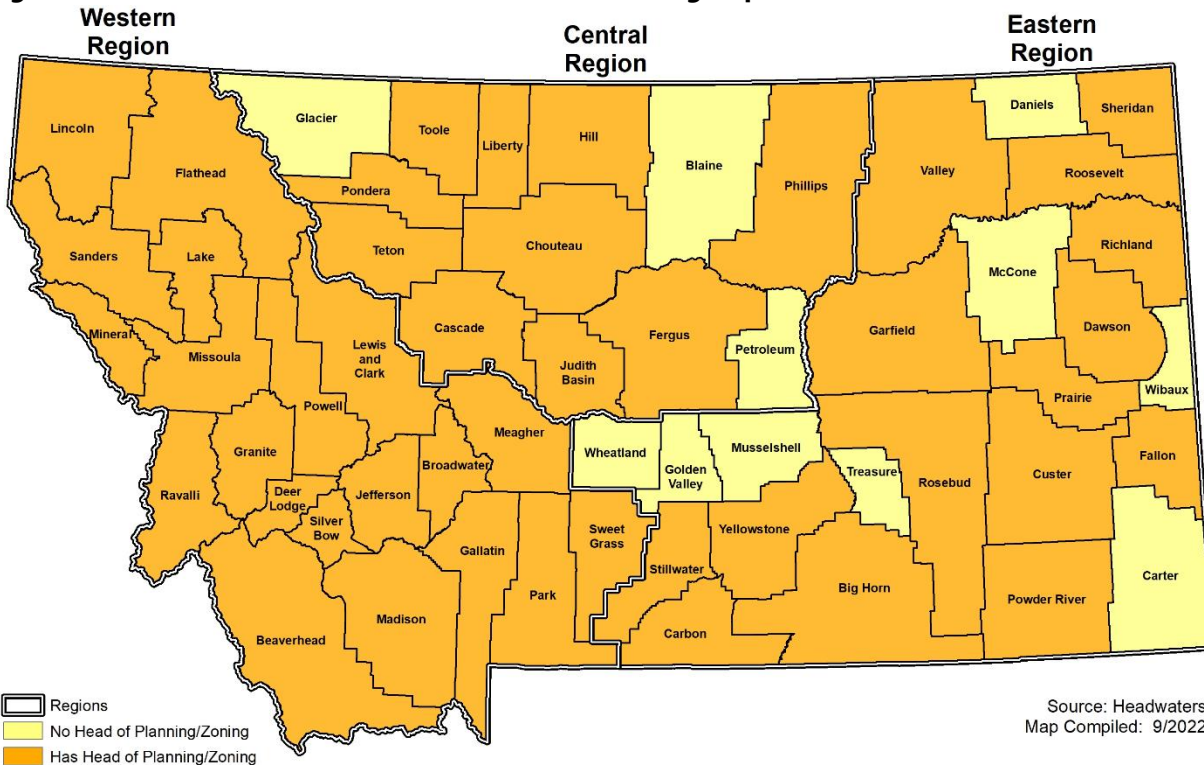 Western
Region
Central
Region
Eastern
Region
Lincoln
Flathead
Glacier
Toole
Liberty
Hill
Blaine
Phillips
Valley
Daniels
Sheridan
Roosevelt
Pondera
Teton
Chouteau
Sanders
Lake
McCone
Richland
Mineral
Missoula
Lewis
and
Clark
Cascade
Judith
Basin
Fergus
Petroleum
Garfield
Dawson
Wibaux
Prairie
Powell
Granite
Ravalli
Deer
Lodge
Silver
Bow
Jefferson
Broadwater
Meagher
Wheatland
Golden
Valley
Musselshell
Treasure
Rosebud
Custer
Fallon
Gallatin
Park
Sweet
Grass
Stillwater
Yellowstone
Big Horn
Carbon
Powder River
Carter
Beaverhead
Madison
Regions
No Head of Planning/Zoning
Has Head of Planning/Zoning
Source: Headwaters
Map Compiled: 9/2022